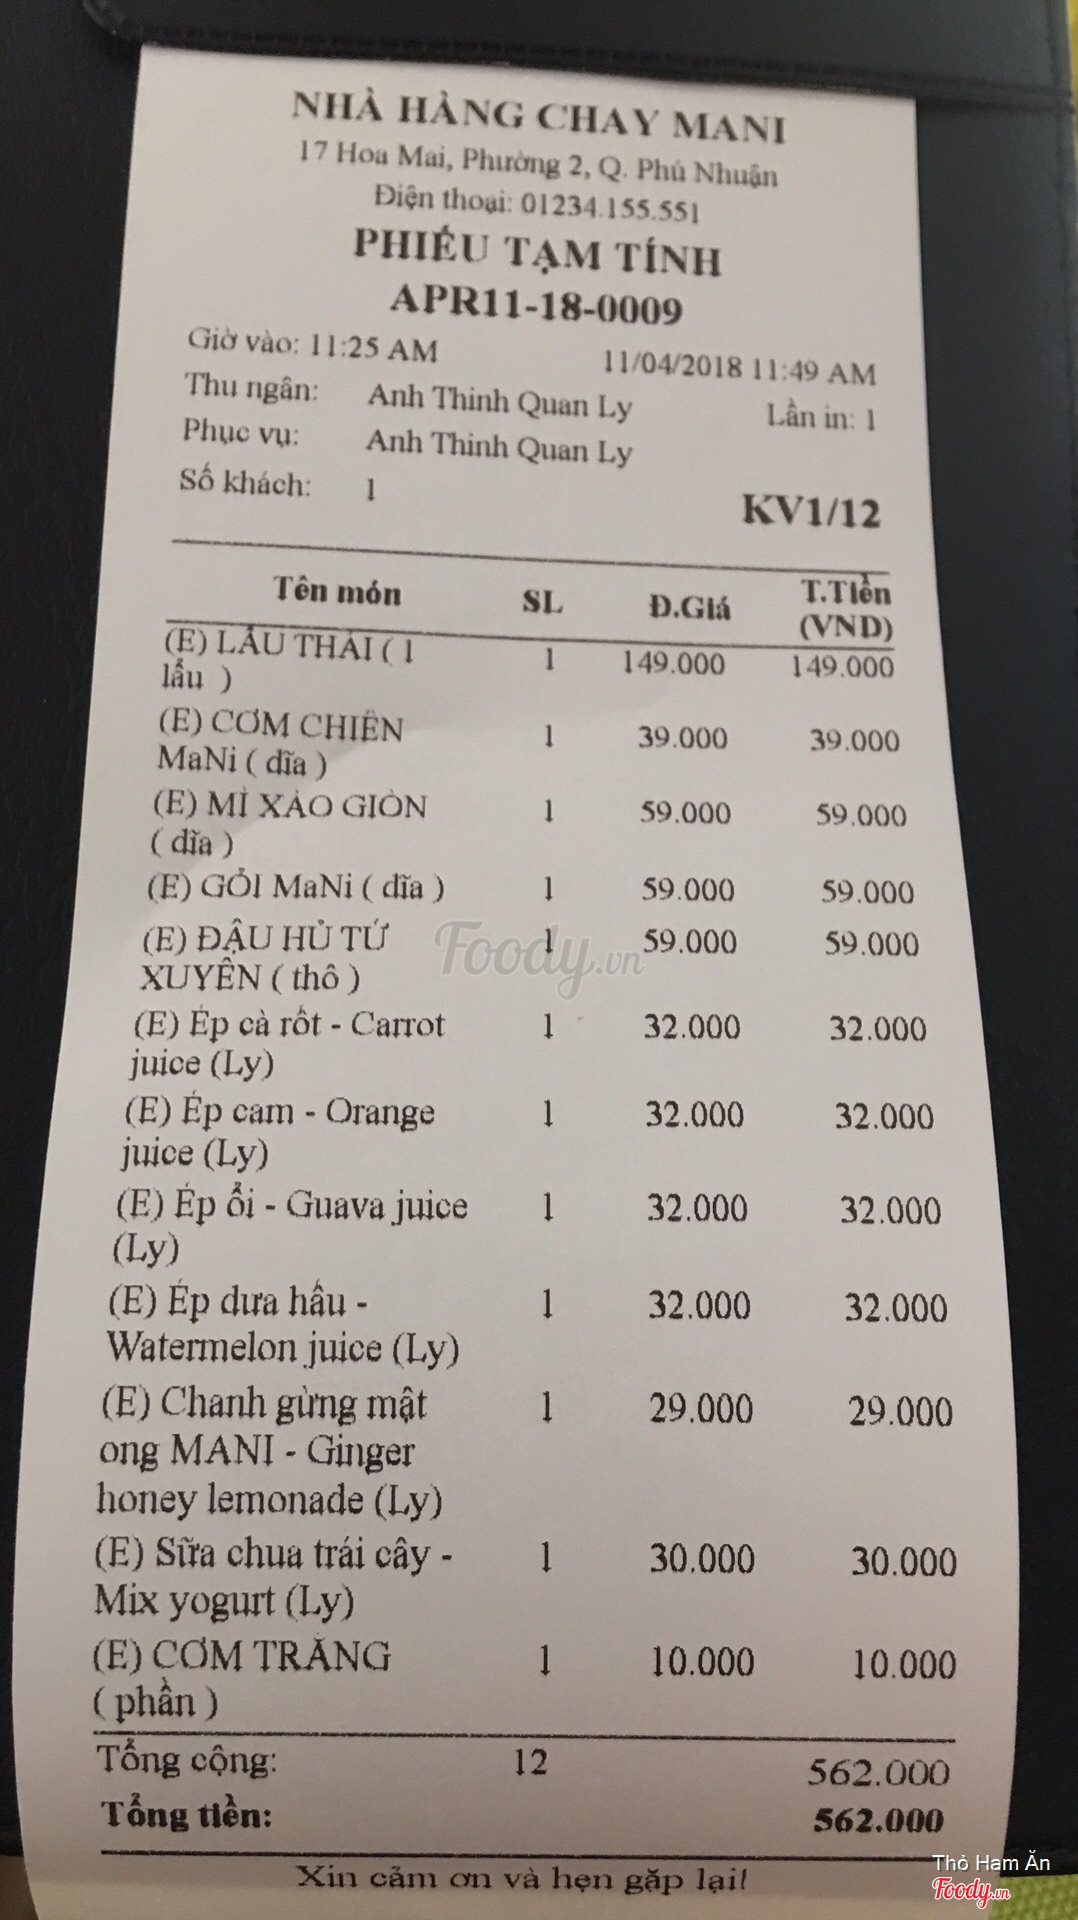 NHÀ HÀNG CHAY MANI
17 Hoa Mai, Phường 2, Q. Phú Nhuận
Điện thoại: 01234.155.551
PHIẾU TẠM TÍNH
APR11-18-0009
Giờ vào: 11:25 AM 11/04/2018 11:49 AM
Thu ngân: Anh Thinh Quan Ly Lần in: 1
Phục vụ: Anh Thinh Quan Ly
Số khách: 1
KV1/12
Tên món SL Đ.Giá T.Tiền
(VND)
(E) LẨU THÁI ( 1 1 149.000 149.000
lẩu )
(E) CƠM CHIÊN 1 39.000 39.000
MaNi ( dĩa )
(E) MÌ XÀO GIÒN 1 59.000 59.000
( dĩa )
(E) GỎI MaNi ( dĩa ) 1 59.000 59.000
(E) ĐẬU HỦ TỨ 1 59.000 59.000
XUYÊN ( thô )
(E) Ép cà rốt - Carrot 1 32.000 32.000
juice (Ly)
(E) Ép cam - Orange 1 32.000 32.000
juice (Ly)
(E) Ép ổi - Guava juice 1 32.000 32.000
(Ly)
(E) Ép dưa hấu - 1 32.000 32.000
Watermelon juice (Ly)
(E) Chanh gừng mật 1 29.000 29.000
ong MANI - Ginger
honey lemonade (Ly)
(E) Sữa chua trái cây - 1 30.000 30.000
Mix yogurt (Ly)
(E) CƠM TRẮNG 1 10.000 10.000
( phần )
Tổng cộng: 12 562.000
Tổng tiền: 562.000
Xin cảm ơn và hẹn gặp lại!
Foody.vn
Thỏ Ham Ăn
Foody.vn